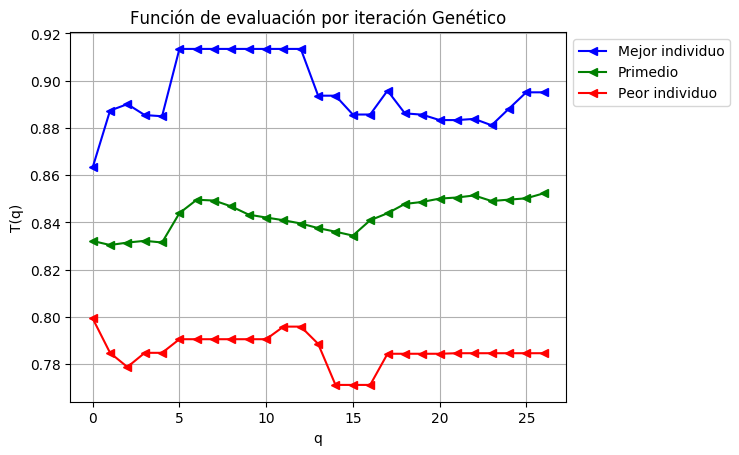 Función de evaluación por iteración Genético
0.92
0.90
0.88
0.86
0.84
0.82
0.80
0.78
T(q)
0
5
10
15
20
25
q
Mejor individuo
Primedio
Peor individuo